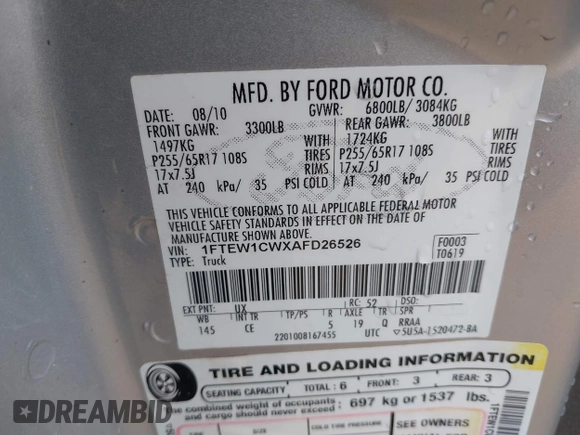 MFD. BY FORD MOTOR CO.
DATE: 08/10 GVWR: 6800LB/ 3084KG
FRONT GAWR: 3300LB REAR GAWR: 3800LB
1497KG WITH 1724KG WITH
P255/65R17 108S TIRES P255/65R17 108S TIRES
17x7.5J RIMS 17x7.5J RIMS
AT 240 kPa/ 35 PSI COLD AT 240 kPa/ 35 PSI COLD
THIS VEHICLE CONFORMS TO ALL APPLICABLE FEDERAL MOTOR
VEHICLE SAFETY STANDARDS IN EFFECT ON THE DATE OF
MANUFACTURE SHOWN ABOVE.
VIN: 1FTEW1CWXAFD26526 F0003
TYPE: Truck T0619
EXT PNT: UX RC: 52 DSO:
WB INT TR TP/PS R AXLE TR SPR
145 CE 5 19 Q RRAA
2201008167455 UTC 5U5A-1520472-BA
TIRE AND LOADING INFORMATION
SEATING CAPACITY TOTAL: 6 FRONT: 3 REAR: 3
The combined weight of occupants: 697 kg or 1537 lbs.
and cargo should never exceed
SIZE COLD TIRE PRESSURE SEE OWNERS
DREAMBID